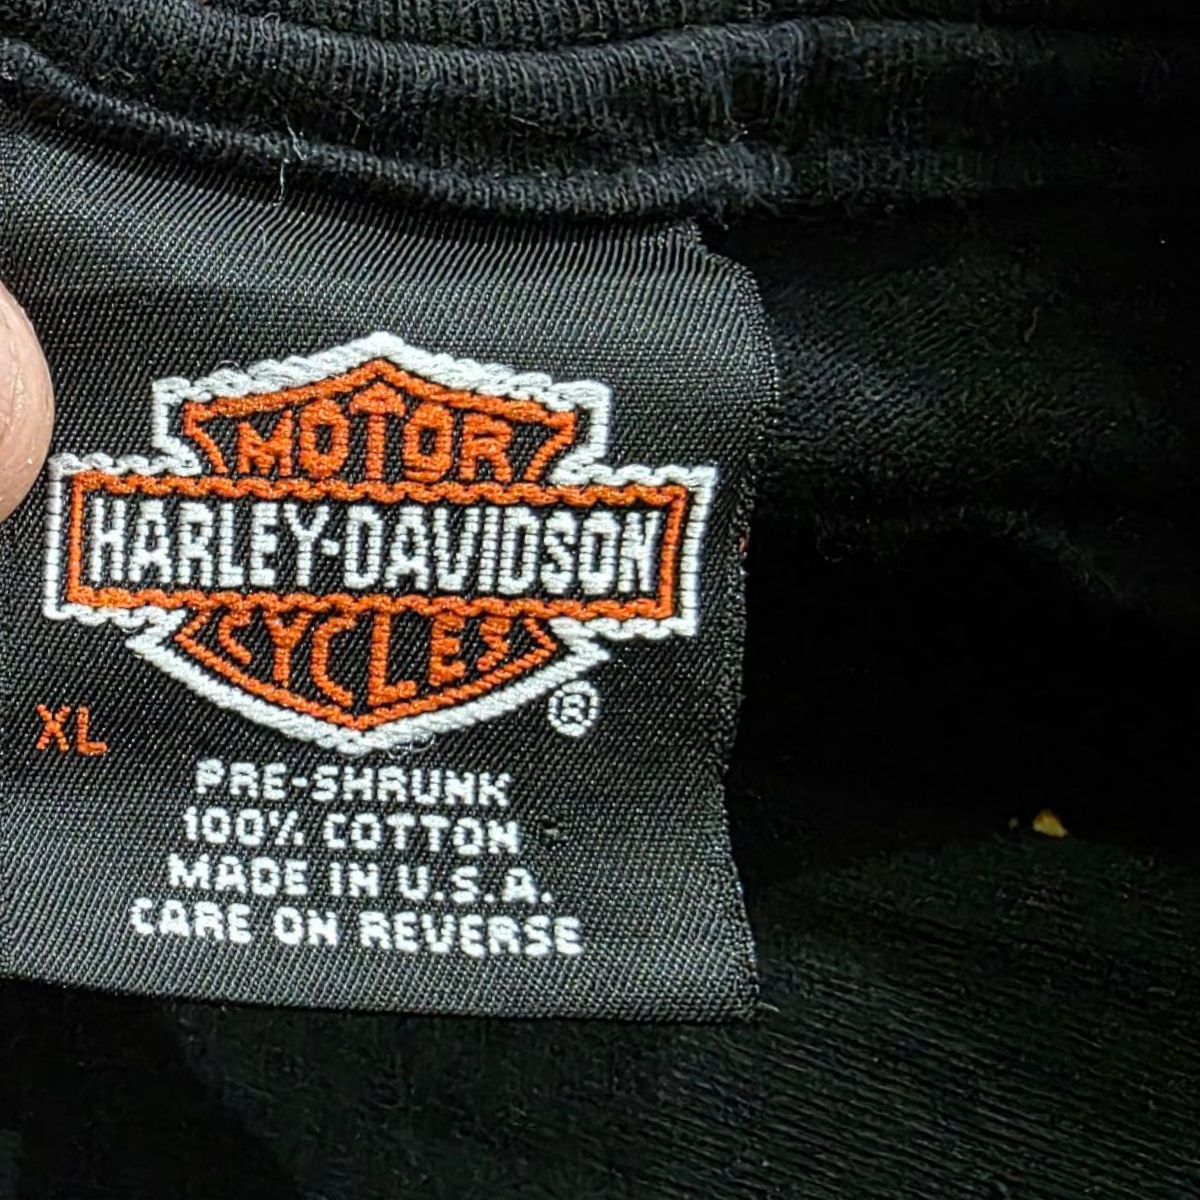 MOTOR
HARLEY-DAVIDSON
CYCLES
®
XL
PRE-SHRUNK
100% COTTON
MADE IN U.S.A.
CARE ON REVERSE